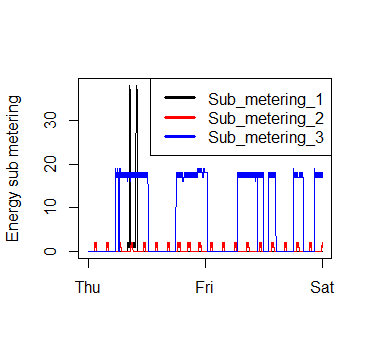 Sub_metering_1
Sub_metering_2
Sub_metering_3
Energy sub metering
30
20
10
0
Thu Fri Sat